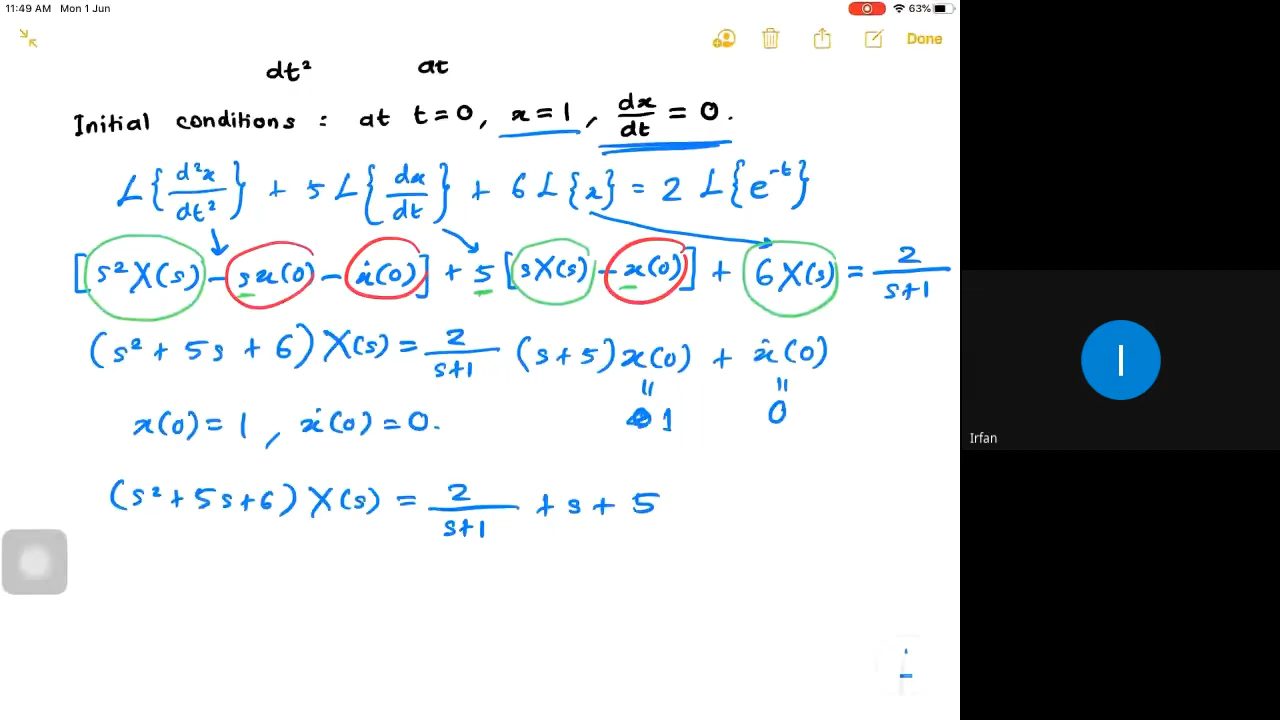 11:49 AM Mon 1 Jun
63%
Done
dt² dt
Initial conditions : at t = 0, x = 1, dx/dt = 0.
L{d²x/dt²} + 5 L{dx/dt} + 6 L{x} = 2 L{e^-t}
[s²X(s) - sx(0) - ẋ(0)] + 5 [sX(s) - x(0)] + 6X(s) = 2/(s+1)
(s² + 5s + 6) X(s) = 2/(s+1) (s+5)x(0) + ẋ(0)
= =
x(0) = 1, ẋ(0) = 0. 1 0
(s² + 5s + 6) X(s) = 2/(s+1) + s + 5
I
Irfan